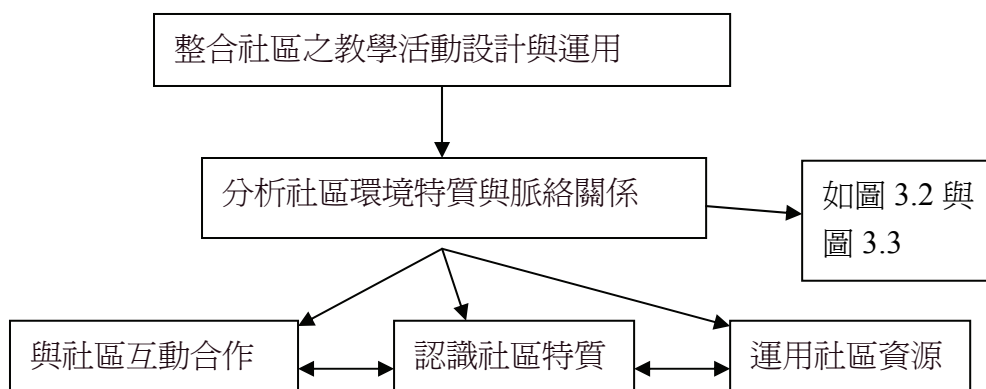 整合社區之教學活動設計與運用
分析社區環境特質與脈絡關係
如圖 3.2 與
圖 3.3
與社區互動合作
認識社區特質
運用社區資源